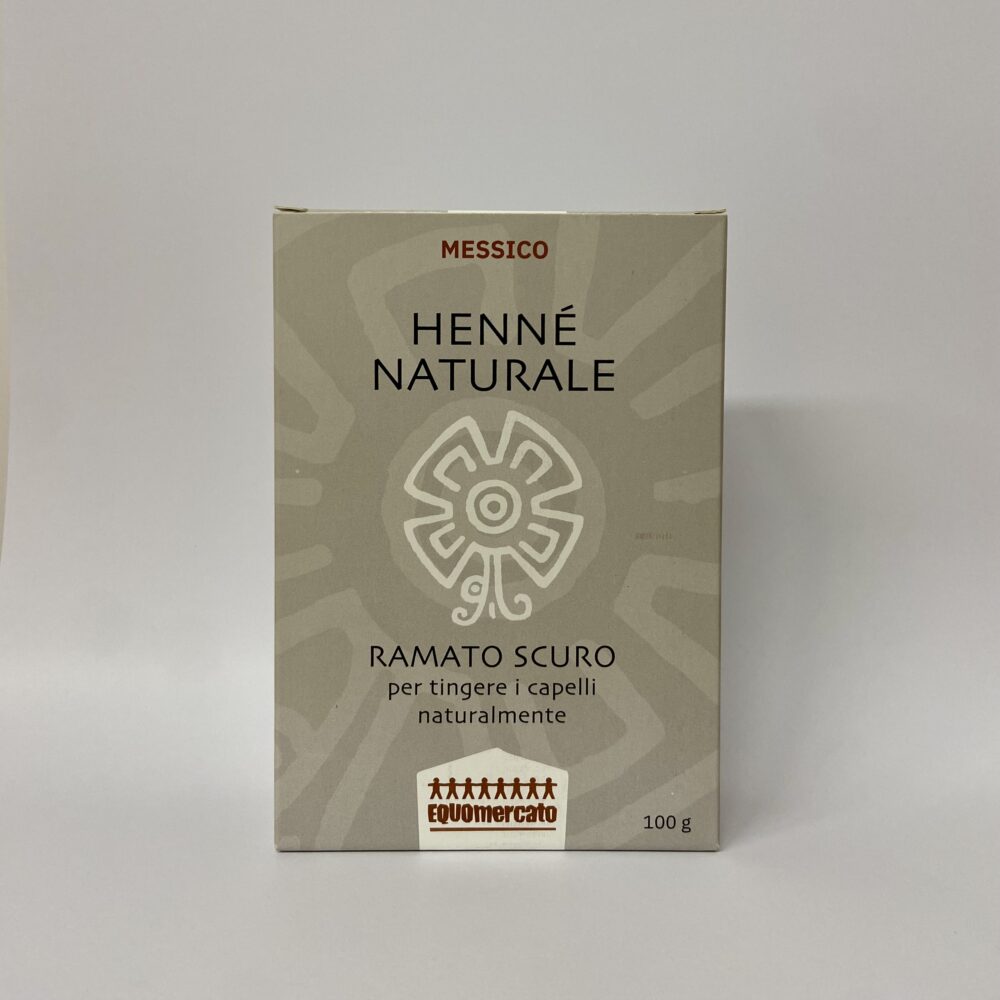 MESSICO
HENNÉ
NATURALE
RAMATO SCURO
per tingere i capelli
naturalmente
EQUOmercato
100 g